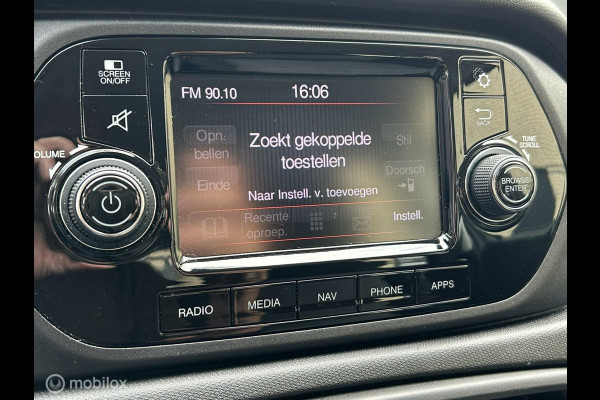 SCREEN
ON/OFF
VOLUME
FM 90.10
16:06
Opn.
bellen
Zoekt gekoppelde
toestellen
Stil
Einde
Doorsch
Naar Instell. v. toevoegen
Recente
oproep.
Instell.
BACK
TUNE
SCROLL
BROWSE
ENTER
RADIO
MEDIA
NAV
PHONE
APPS
mobilox